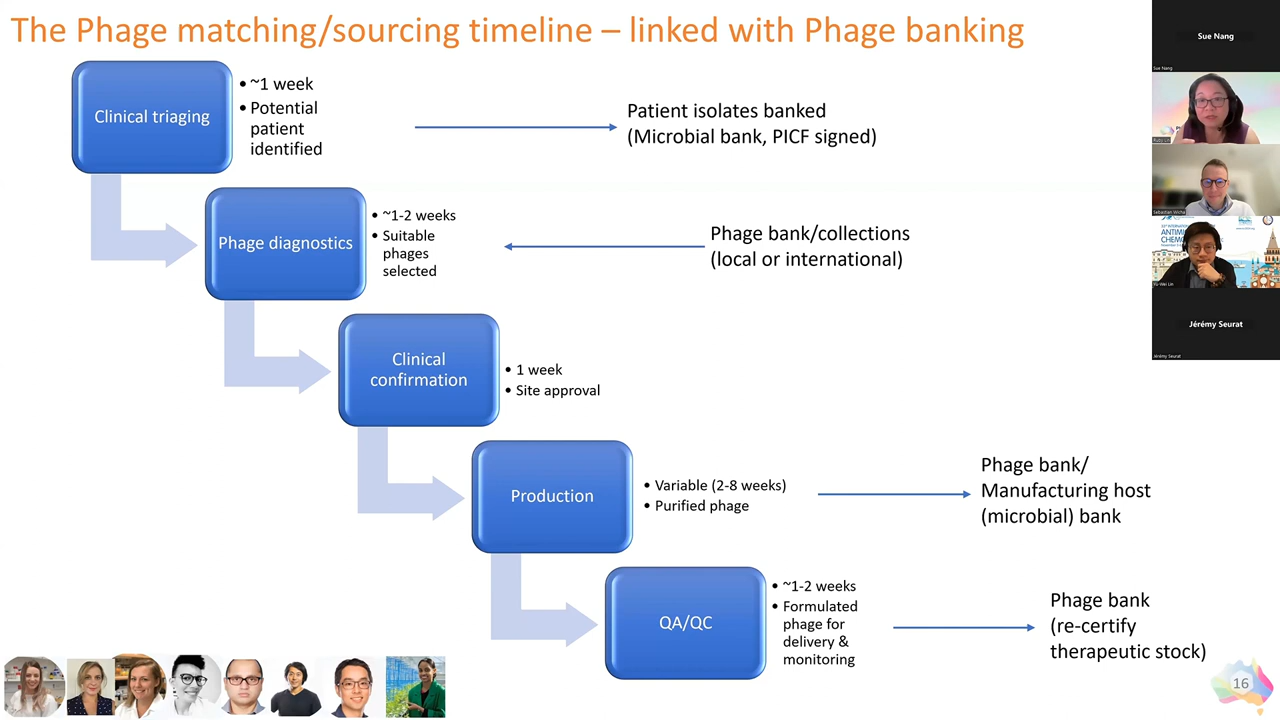 The Phage matching/sourcing timeline – linked with Phage banking
Clinical triaging
• ~1 week
• Potential
patient
identified
Patient isolates banked
(Microbial bank, PICF signed)
Phage diagnostics
• ~1-2 weeks
• Suitable
phages
selected
Phage bank/collections
(local or international)
Clinical
confirmation
• 1 week
• Site approval
Production
• Variable (2-8 weeks)
• Purified phage
Phage bank/
Manufacturing host
(microbial) bank
QA/QC
• ~1-2 weeks
• Formulated
phage for
delivery &
monitoring
Phage bank
(re-certify
therapeutic stock)
16
Sue Nang
Sue Nang
Sebastian Wicha
ANTIMI
CHEMO
Yu-Wei Lin
Jérémy Seurat
Jérémy Seurat